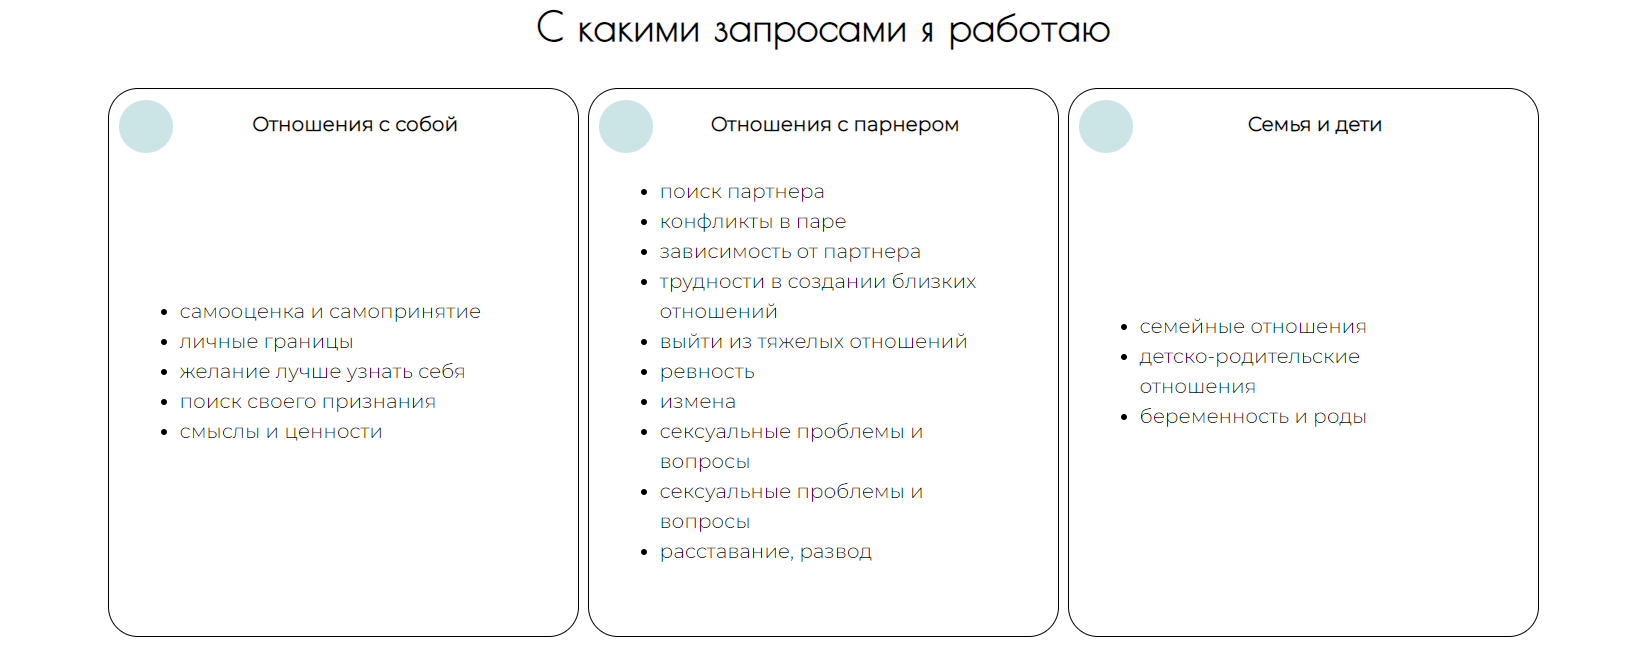 С какими запросами я работаю
Отношения с собой
самооценка и самопринятие
личные границы
желание лучше узнать себя
поиск своего признания
смыслы и ценности
Отношения с парнером
поиск партнера
конфликты в паре
зависимость от партнера
трудности в создании близких
отношений
выйти из тяжелых отношений
ревность
измена
сексуальные проблемы и
вопросы
сексуальные проблемы и
вопросы
расставание, развод
Семья и дети
семейные отношения
детско-родительские
отношения
беременность и роды